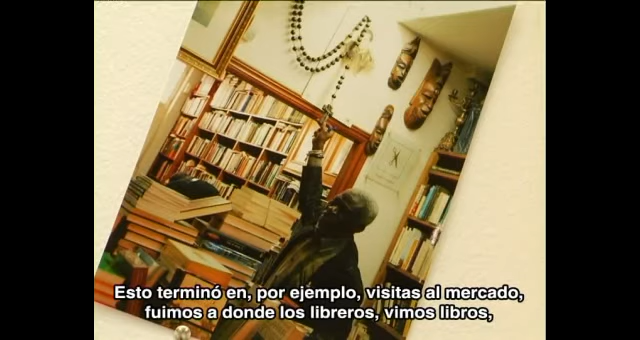 Esto terminó en, por ejemplo, visitas al mercado,
fuimos a donde los libreros, vimos libros,